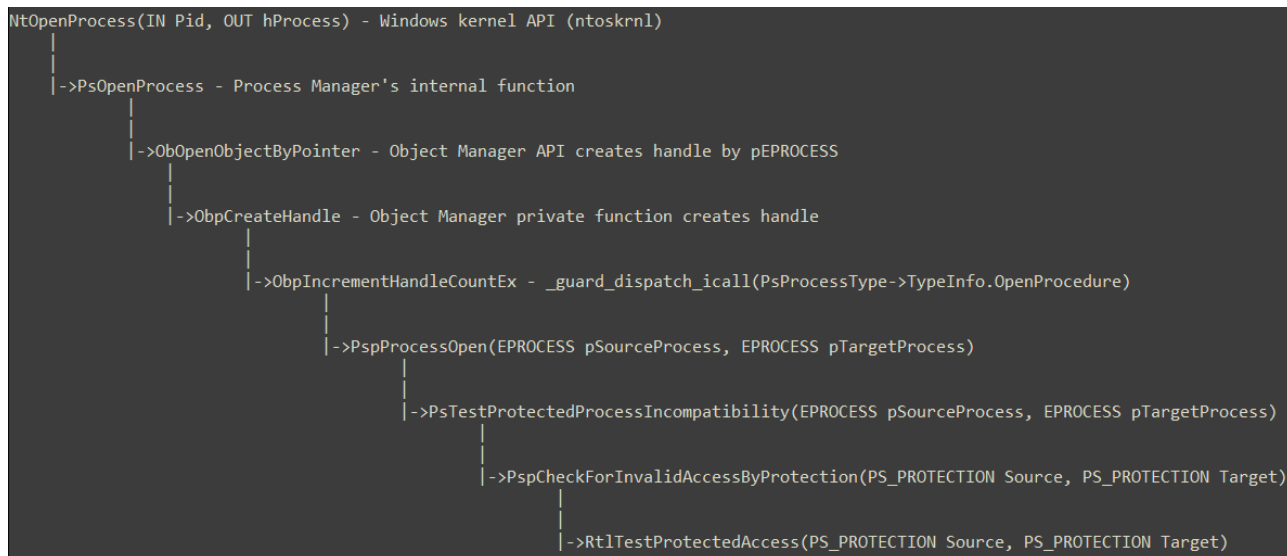 NtOpenProcess(IN Pid, OUT hProcess) - Windows kernel API (ntoskrnl)
|->PsOpenProcess - Process Manager's internal function
|->ObOpenObjectByPointer - Object Manager API creates handle by pEPROCESS
|->ObpCreateHandle - Object Manager private function creates handle
|->ObpIncrementHandleCountEx - _guard_dispatch_icall(PsProcessType->TypeInfo.OpenProcedure)
|->PspProcessOpen(EPROCESS pSourceProcess, EPROCESS pTargetProcess)
|->PsTestProtectedProcessIncompatibility(EPROCESS pSourceProcess, EPROCESS pTargetProcess)
|->PspCheckForInvalidAccessByProtection(PS_PROTECTION Source, PS_PROTECTION Target)
|->RtlTestProtectedAccess(PS_PROTECTION Source, PS_PROTECTION Target)